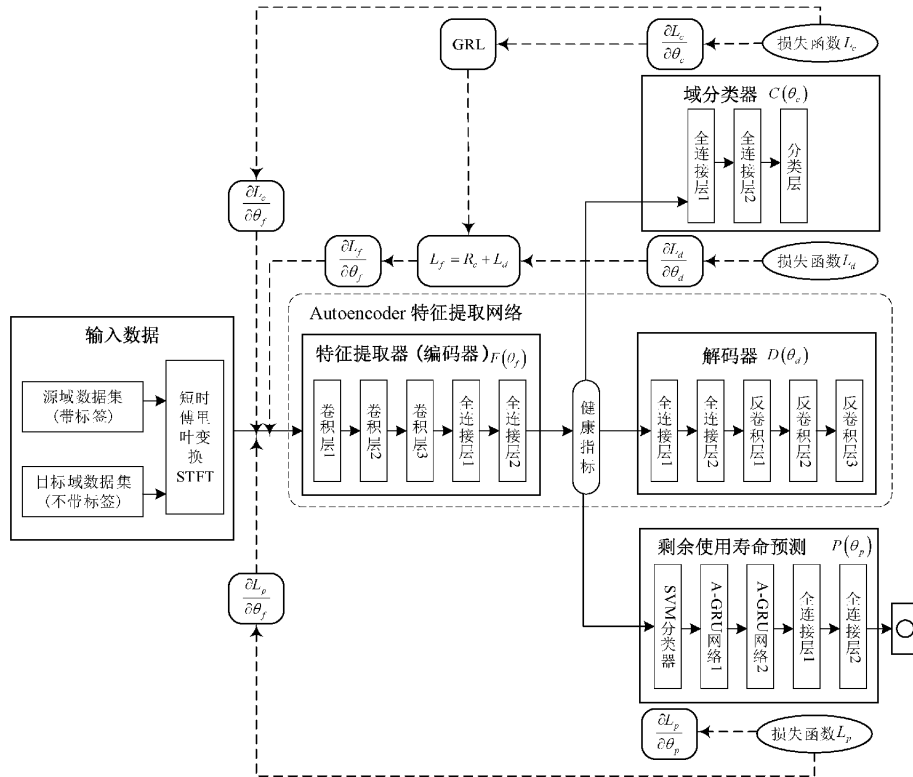 损失函数 L_c
∂L_c/∂θ_c
GRL
域分类器 C(θ_c)
全连接层1
全连接层2
分类层
∂L_c/∂θ_f
∂L_f/∂θ_f
L_f = R_c + L_d
∂L_d/∂θ_d
损失函数 L_d
Autoencoder 特征提取网络
输入数据
源域数据集
(带标签)
目标域数据集
(不带标签)
短时
傅里
叶变
换
STFT
特征提取器 (编码器) F(θ_f)
卷积层1
卷积层2
卷积层3
全连接层1
全连接层2
健康指标
解码器 D(θ_d)
全连接层1
全连接层2
反卷积层1
反卷积层2
反卷积层3
剩余使用寿命预测 P(θ_p)
SVM分类器
A-GRU网络1
A-GRU网络2
全连接层1
全连接层2
∂L_p/∂θ_f
∂L_p/∂θ_p
损失函数 L_p